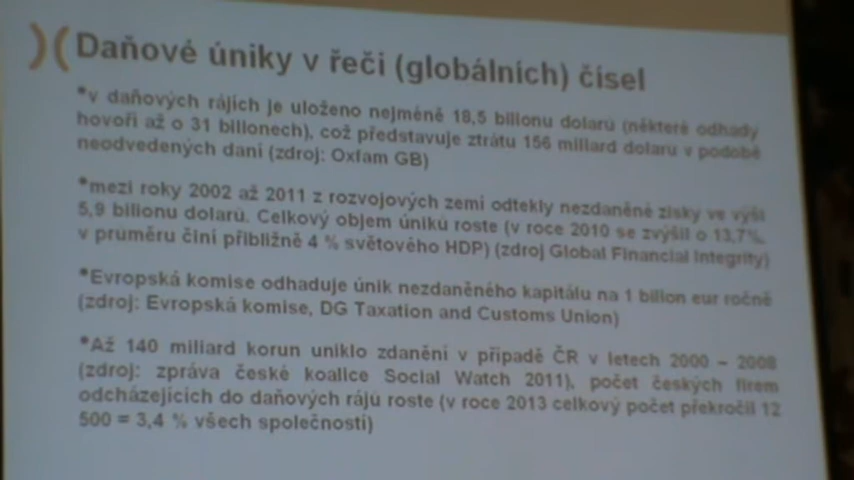 Daňové úniky v řeči (globálních) čísel
*v daňových rájích je uloženo nejméně 18,5 bilionu dolarů (některé odhady
hovoří až o 31 bilionech), což představuje ztrátu 156 miliard dolarů v podobě
neodvedených daní (zdroj: Oxfam GB)
*mezi roky 2002 až 2011 z rozvojových zemí odtekly nezdaněné zisky ve výši
5,9 bilionu dolarů. Celkový objem úniků roste (v roce 2010 se zvýšil o 13,7%,
v průměru činí přibližně 4 % světového HDP) (zdroj Global Financial Integrity)
*Evropská komise odhaduje únik nezdaněného kapitálu na 1 bilion eur ročně
(zdroj: Evropská komise, DG Taxation and Customs Union)
*Až 140 miliard korun uniklo zdanění v případě ČR v letech 2000 – 2008
(zdroj: zpráva české koalice Social Watch 2011), počet českých firem
odcházejících do daňových rájů roste (v roce 2013 celkový počet překročil 12
500 = 3,4 % všech společností)